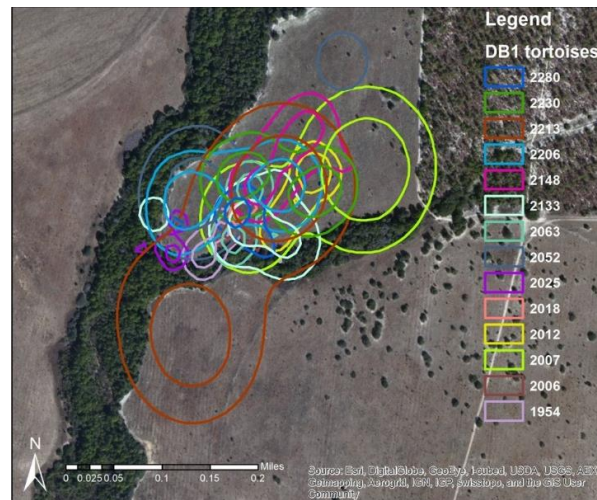 Legend
DB1 tortoises
2280
2230
2213
2206
2148
2133
2063
2052
2025
2018
2012
2007
2006
1954
N
0 0.025 0.05 0.1 0.15 0.2
Miles
Source: Esri, DigitalGlobe, GeoEye, i-cubed, USDA, USGS, AEX,
Getmapping, Aerogrid, IGN, IGP, swisstopo, and the GIS User
Community